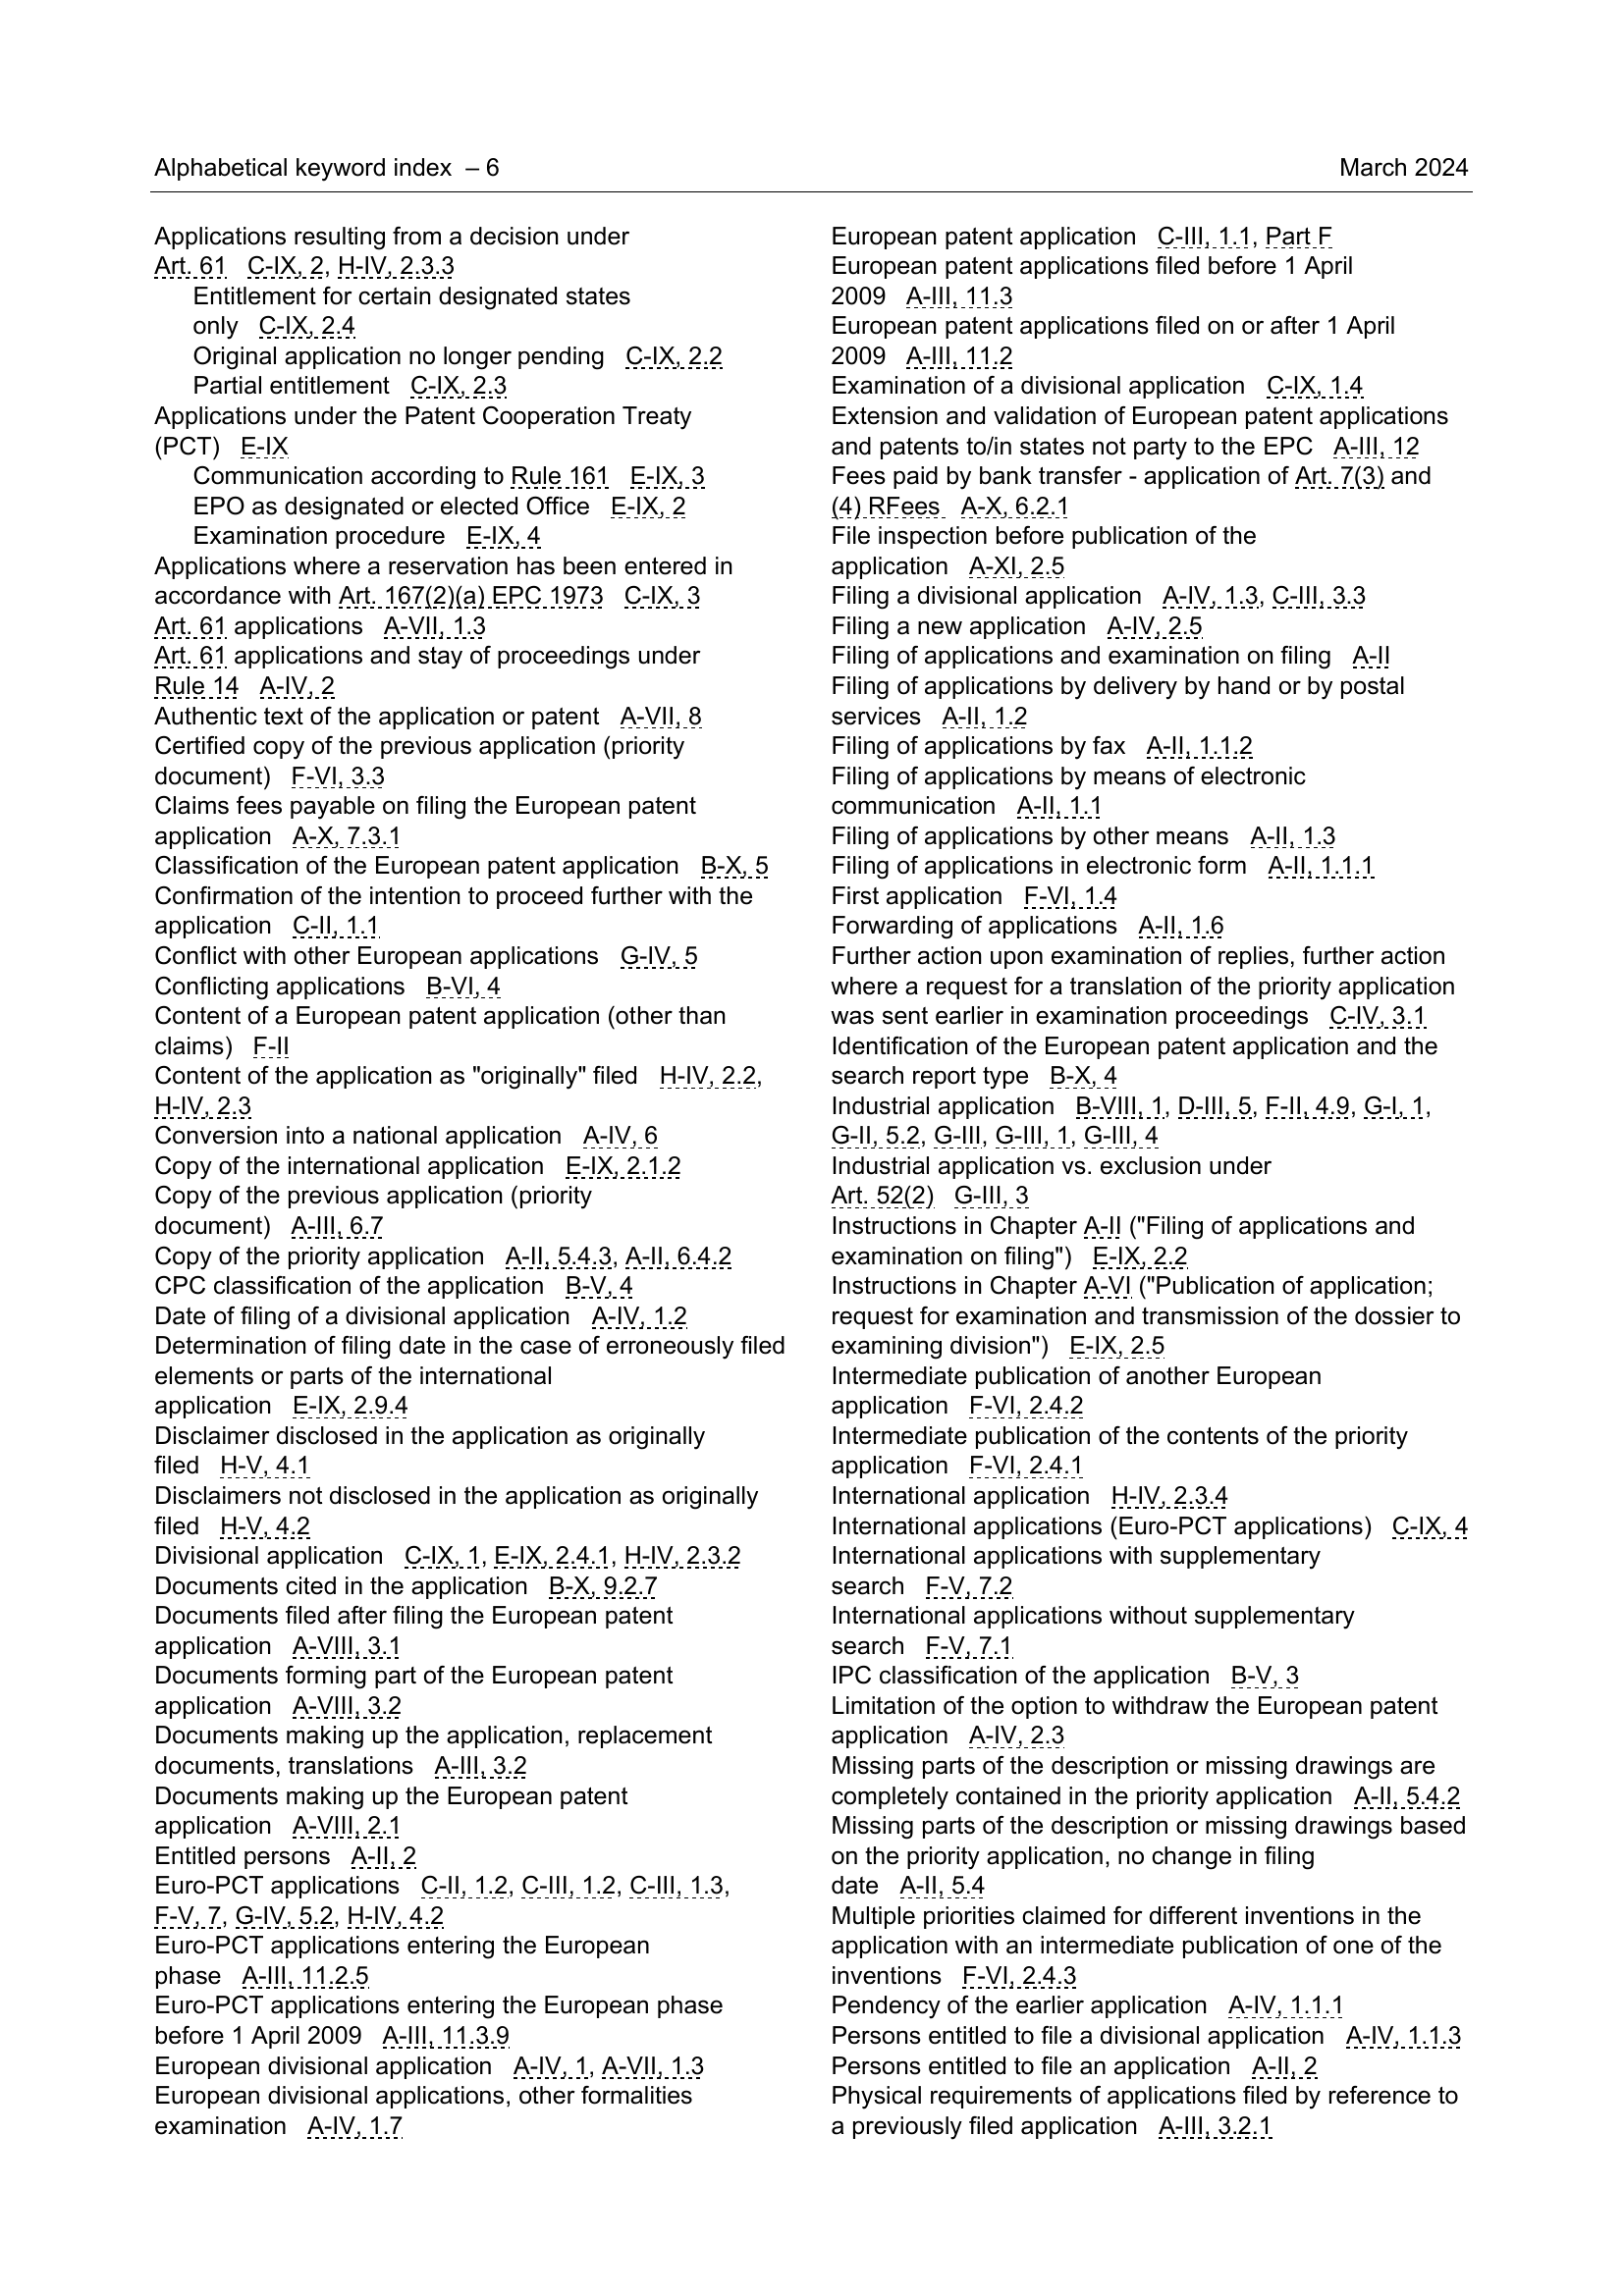 Alphabetical keyword index – 6
March 2024
Applications resulting from a decision under
Art. 61 C-IX, 2, H-IV, 2.3.3
Entitlement for certain designated states
only C-IX, 2.4
Original application no longer pending C-IX, 2.2
Partial entitlement C-IX, 2.3
Applications under the Patent Cooperation Treaty
(PCT) E-IX
Communication according to Rule 161 E-IX, 3
EPO as designated or elected Office E-IX, 2
Examination procedure E-IX, 4
Applications where a reservation has been entered in
accordance with Art. 167(2)(a) EPC 1973 C-IX, 3
Art. 61 applications A-VII, 1.3
Art. 61 applications and stay of proceedings under
Rule 14 A-IV, 2
Authentic text of the application or patent A-VII, 8
Certified copy of the previous application (priority
document) F-VI, 3.3
Claims fees payable on filing the European patent
application A-X, 7.3.1
Classification of the European patent application B-X, 5
Confirmation of the intention to proceed further with the
application C-II, 1.1
Conflict with other European applications G-IV, 5
Conflicting applications B-VI, 4
Content of a European patent application (other than
claims) F-II
Content of the application as "originally" filed H-IV, 2.2,
H-IV, 2.3
Conversion into a national application A-IV, 6
Copy of the international application E-IX, 2.1.2
Copy of the previous application (priority
document) A-III, 6.7
Copy of the priority application A-II, 5.4.3, A-II, 6.4.2
CPC classification of the application B-V, 4
Date of filing of a divisional application A-IV, 1.2
Determination of filing date in the case of erroneously filed
elements or parts of the international
application E-IX, 2.9.4
Disclaimer disclosed in the application as originally
filed H-V, 4.1
Disclaimers not disclosed in the application as originally
filed H-V, 4.2
Divisional application C-IX, 1, E-IX, 2.4.1, H-IV, 2.3.2
Documents cited in the application B-X, 9.2.7
Documents filed after filing the European patent
application A-VIII, 3.1
Documents forming part of the European patent
application A-VIII, 3.2
Documents making up the application, replacement
documents, translations A-III, 3.2
Documents making up the European patent
application A-VIII, 2.1
Entitled persons A-II, 2
Euro-PCT applications C-II, 1.2, C-III, 1.2, C-III, 1.3,
F-V, 7, G-IV, 5.2, H-IV, 4.2
Euro-PCT applications entering the European
phase A-III, 11.2.5
Euro-PCT applications entering the European phase
before 1 April 2009 A-III, 11.3.9
European divisional application A-IV, 1, A-VII, 1.3
European divisional applications, other formalities
examination A-IV, 1.7
European patent application C-III, 1.1, Part F
European patent applications filed before 1 April
2009 A-III, 11.3
European patent applications filed on or after 1 April
2009 A-III, 11.2
Examination of a divisional application C-IX, 1.4
Extension and validation of European patent applications
and patents to/in states not party to the EPC A-III, 12
Fees paid by bank transfer - application of Art. 7(3) and
(4) RFees A-X, 6.2.1
File inspection before publication of the
application A-XI, 2.5
Filing a divisional application A-IV, 1.3, C-III, 3.3
Filing a new application A-IV, 2.5
Filing of applications and examination on filing A-II
Filing of applications by delivery by hand or by postal
services A-II, 1.2
Filing of applications by fax A-II, 1.1.2
Filing of applications by means of electronic
communication A-II, 1.1
Filing of applications by other means A-II, 1.3
Filing of applications in electronic form A-II, 1.1.1
First application F-VI, 1.4
Forwarding of applications A-II, 1.6
Further action upon examination of replies, further action
where a request for a translation of the priority application
was sent earlier in examination proceedings C-IV, 3.1
Identification of the European patent application and the
search report type B-X, 4
Industrial application B-VIII, 1, D-III, 5, F-II, 4.9, G-I, 1,
G-II, 5.2, G-III, G-III, 1, G-III, 4
Industrial application vs. exclusion under
Art. 52(2) G-III, 3
Instructions in Chapter A-II ("Filing of applications and
examination on filing") E-IX, 2.2
Instructions in Chapter A-VI ("Publication of application;
request for examination and transmission of the dossier to
examining division") E-IX, 2.5
Intermediate publication of another European
application F-VI, 2.4.2
Intermediate publication of the contents of the priority
application F-VI, 2.4.1
International application H-IV, 2.3.4
International applications (Euro-PCT applications) C-IX, 4
International applications with supplementary
search F-V, 7.2
International applications without supplementary
search F-V, 7.1
IPC classification of the application B-V, 3
Limitation of the option to withdraw the European patent
application A-IV, 2.3
Missing parts of the description or missing drawings are
completely contained in the priority application A-II, 5.4.2
Missing parts of the description or missing drawings based
on the priority application, no change in filing
date A-II, 5.4
Multiple priorities claimed for different inventions in the
application with an intermediate publication of one of the
inventions F-VI, 2.4.3
Pendency of the earlier application A-IV, 1.1.1
Persons entitled to file a divisional application A-IV, 1.1.3
Persons entitled to file an application A-II, 2
Physical requirements of applications filed by reference to
a previously filed application A-III, 3.2.1